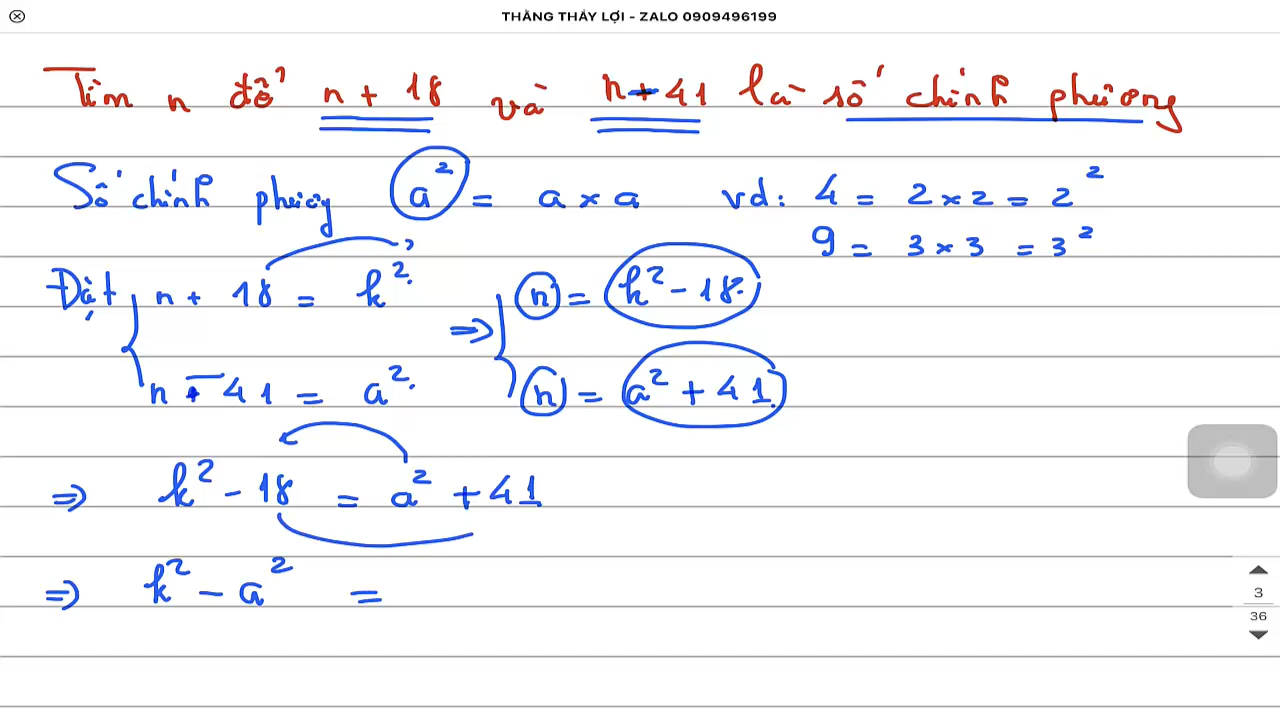 THẦNG THẦY LỢI - ZALO 0909496199
Tìm n để n + 18 và n - 41 là số chính phương
Số chính phương a² = a × a vd: 4 = 2 × 2 = 2²
9 = 3 × 3 = 3²
Đặt n + 18 = k² ⇒ n = k² - 18
n - 41 = a² n = a² + 41
⇒ k² - 18 = a² + 41
⇒ k² - a² =
3
36